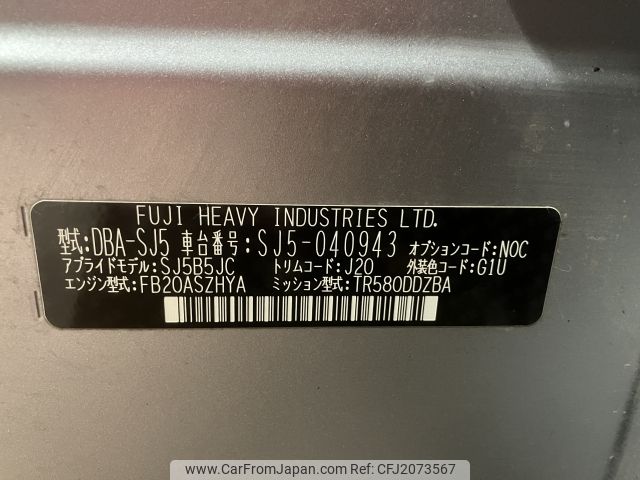 FUJI HEAVY INDUSTRIES LTD.
型式:DBA-SJ5 車台番号:SJ5-040943 オプションコード:NOC
アプライドモデル:SJ5B5JC トリムコード:J20 外装色コード:G1U
エンジン型式:FB20ASZHYA ミッション型式:TR580DDZBA
www.CarFromJapan.com - CFJ2073567